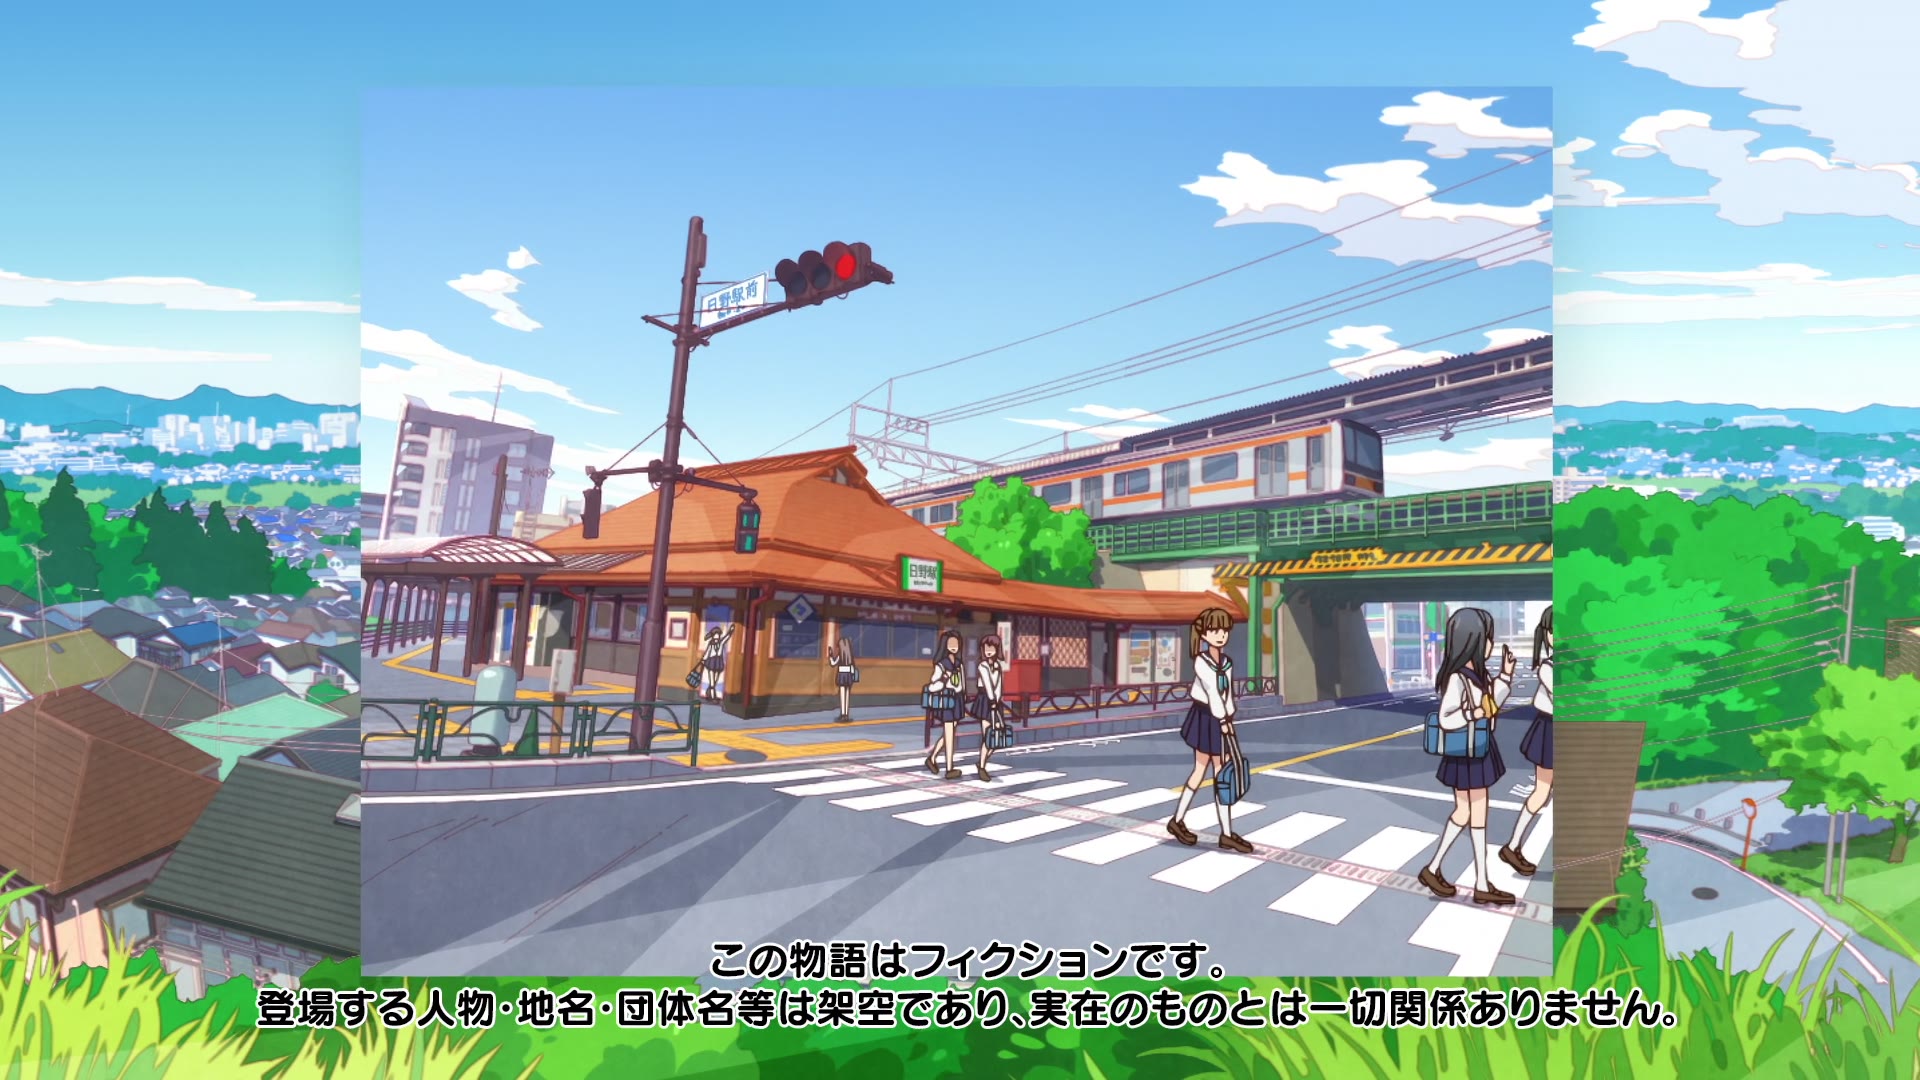 日野駅前
日野駅
この物語はフィクションです。
登場する人物・地名・団体名等は架空であり、実在のものとは一切関係ありません。